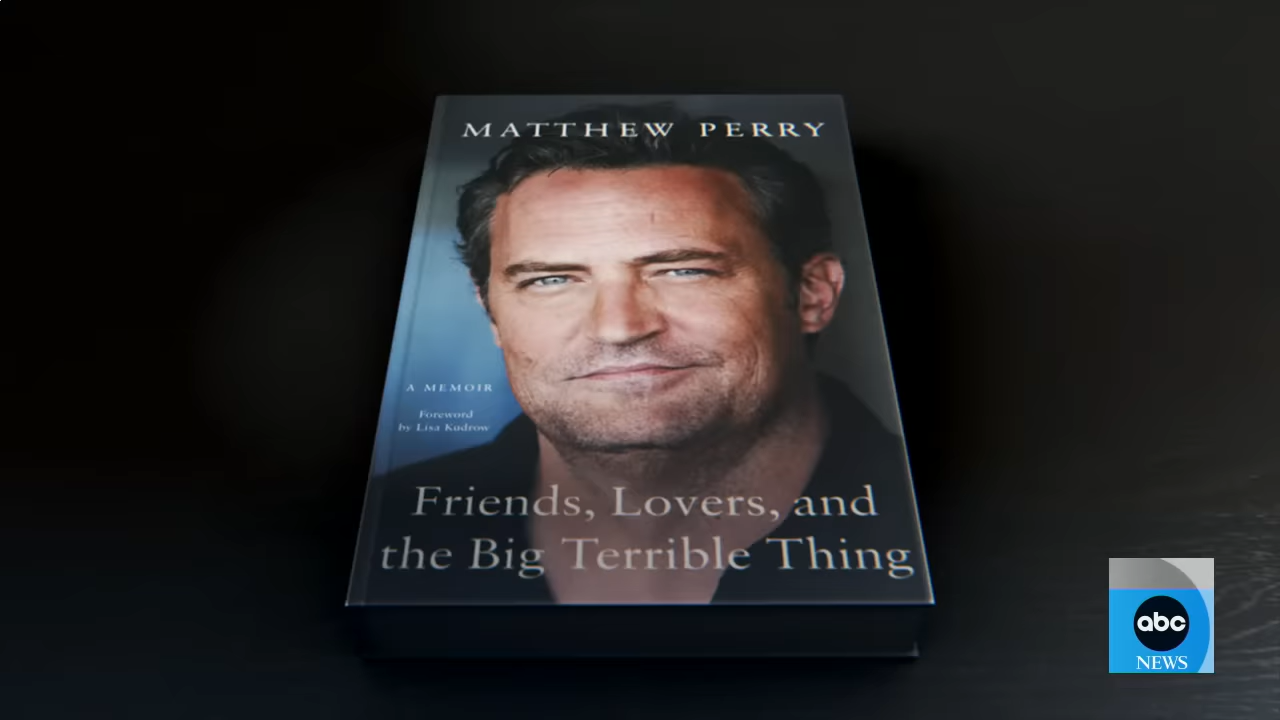 MATTHEW PERRY
A MEMOIR
Foreword
by Lisa Kudrow
Friends, Lovers, and
the Big Terrible Thing
abc
NEWS